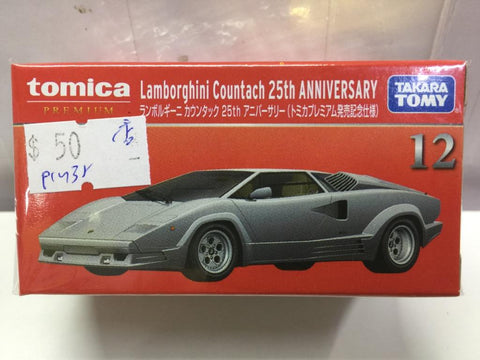 tomica
PREMIUM
Lamborghini Countach 25th ANNIVERSARY
ランボルギーニ カウンタック 25th アニバーサリー (トミカプレミアム発売記念仕様)
TAKARA
TOMY
12
$ 50